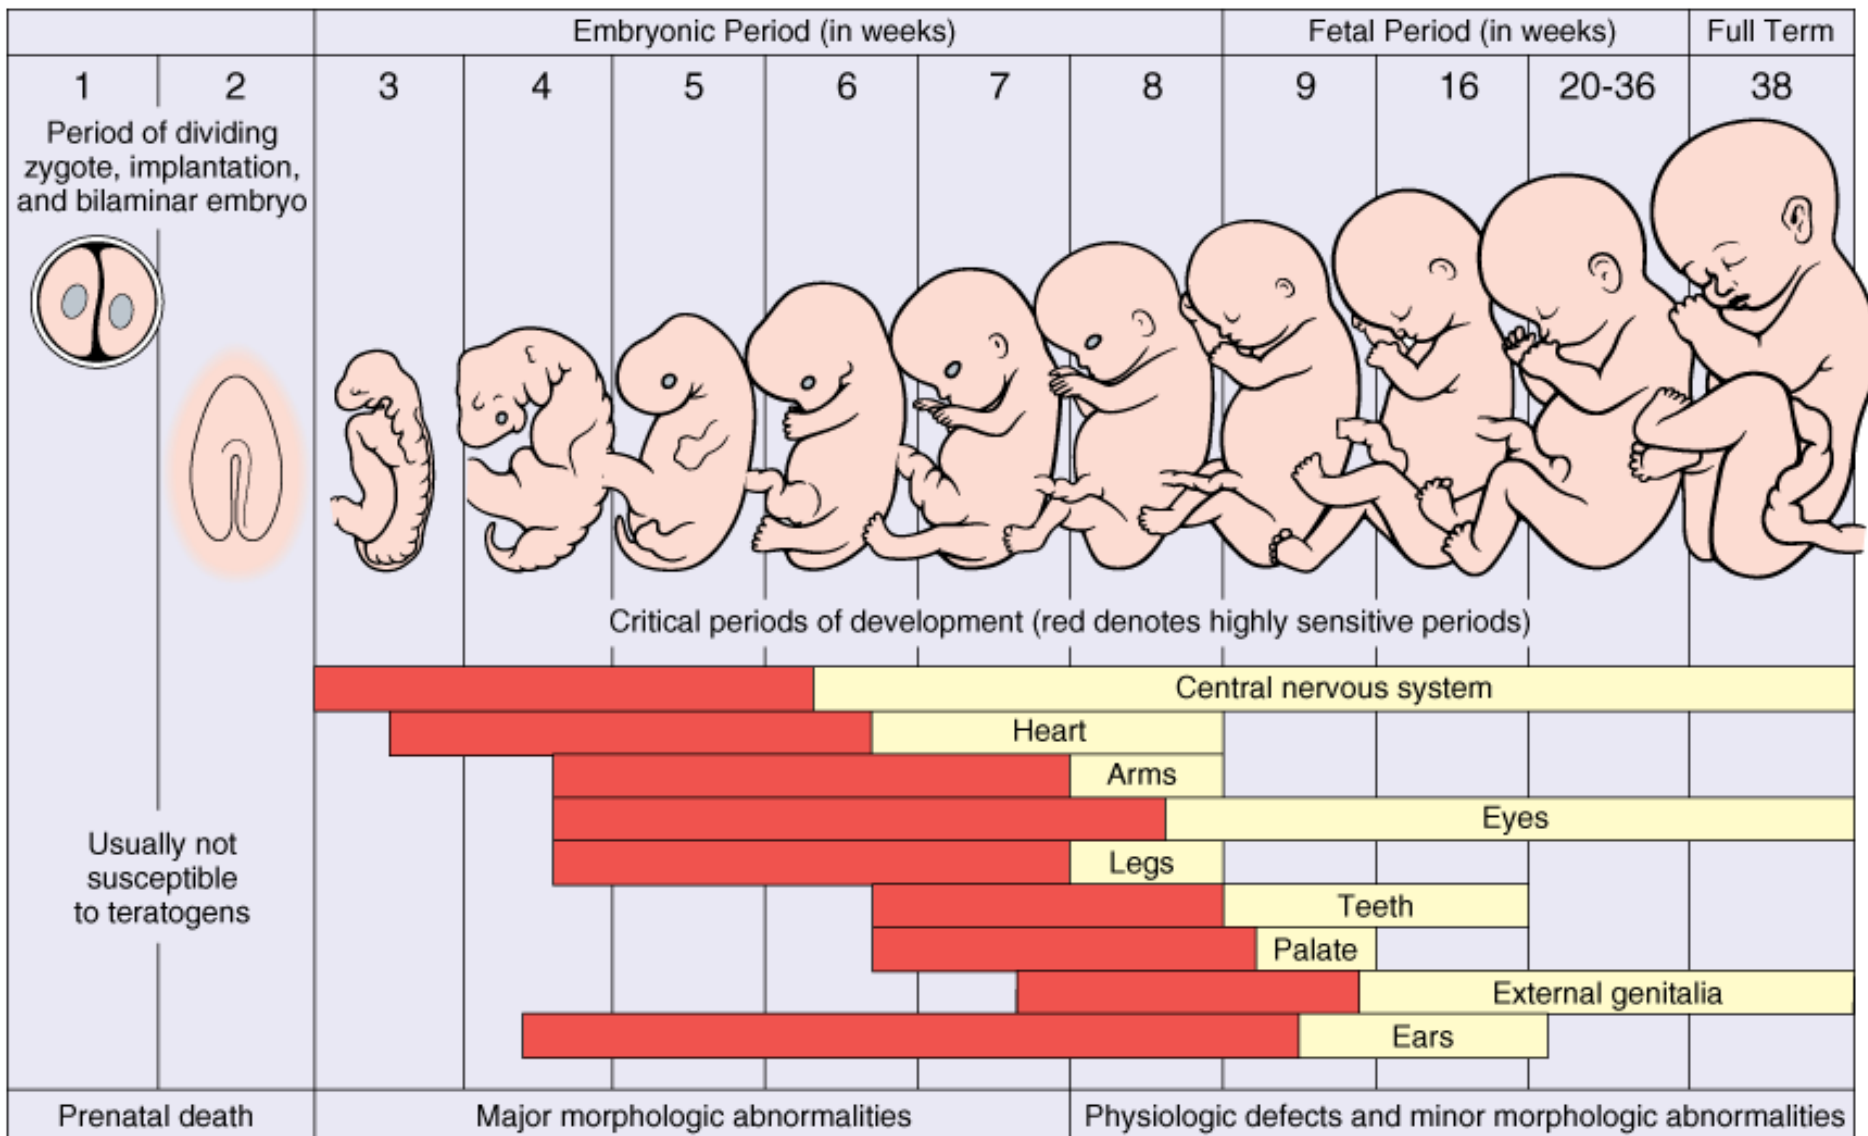 Embryonic Period (in weeks)
Fetal Period (in weeks)
Full Term
1
2
3
4
5
6
7
8
9
16
20-36
38
Period of dividing
zygote, implantation,
and bilaminar embryo
Critical periods of development (red denotes highly sensitive periods)
Central nervous system
Heart
Arms
Eyes
Legs
Teeth
Palate
External genitalia
Ears
Usually not
susceptible
to teratogens
Prenatal death
Major morphologic abnormalities
Physiologic defects and minor morphologic abnormalities